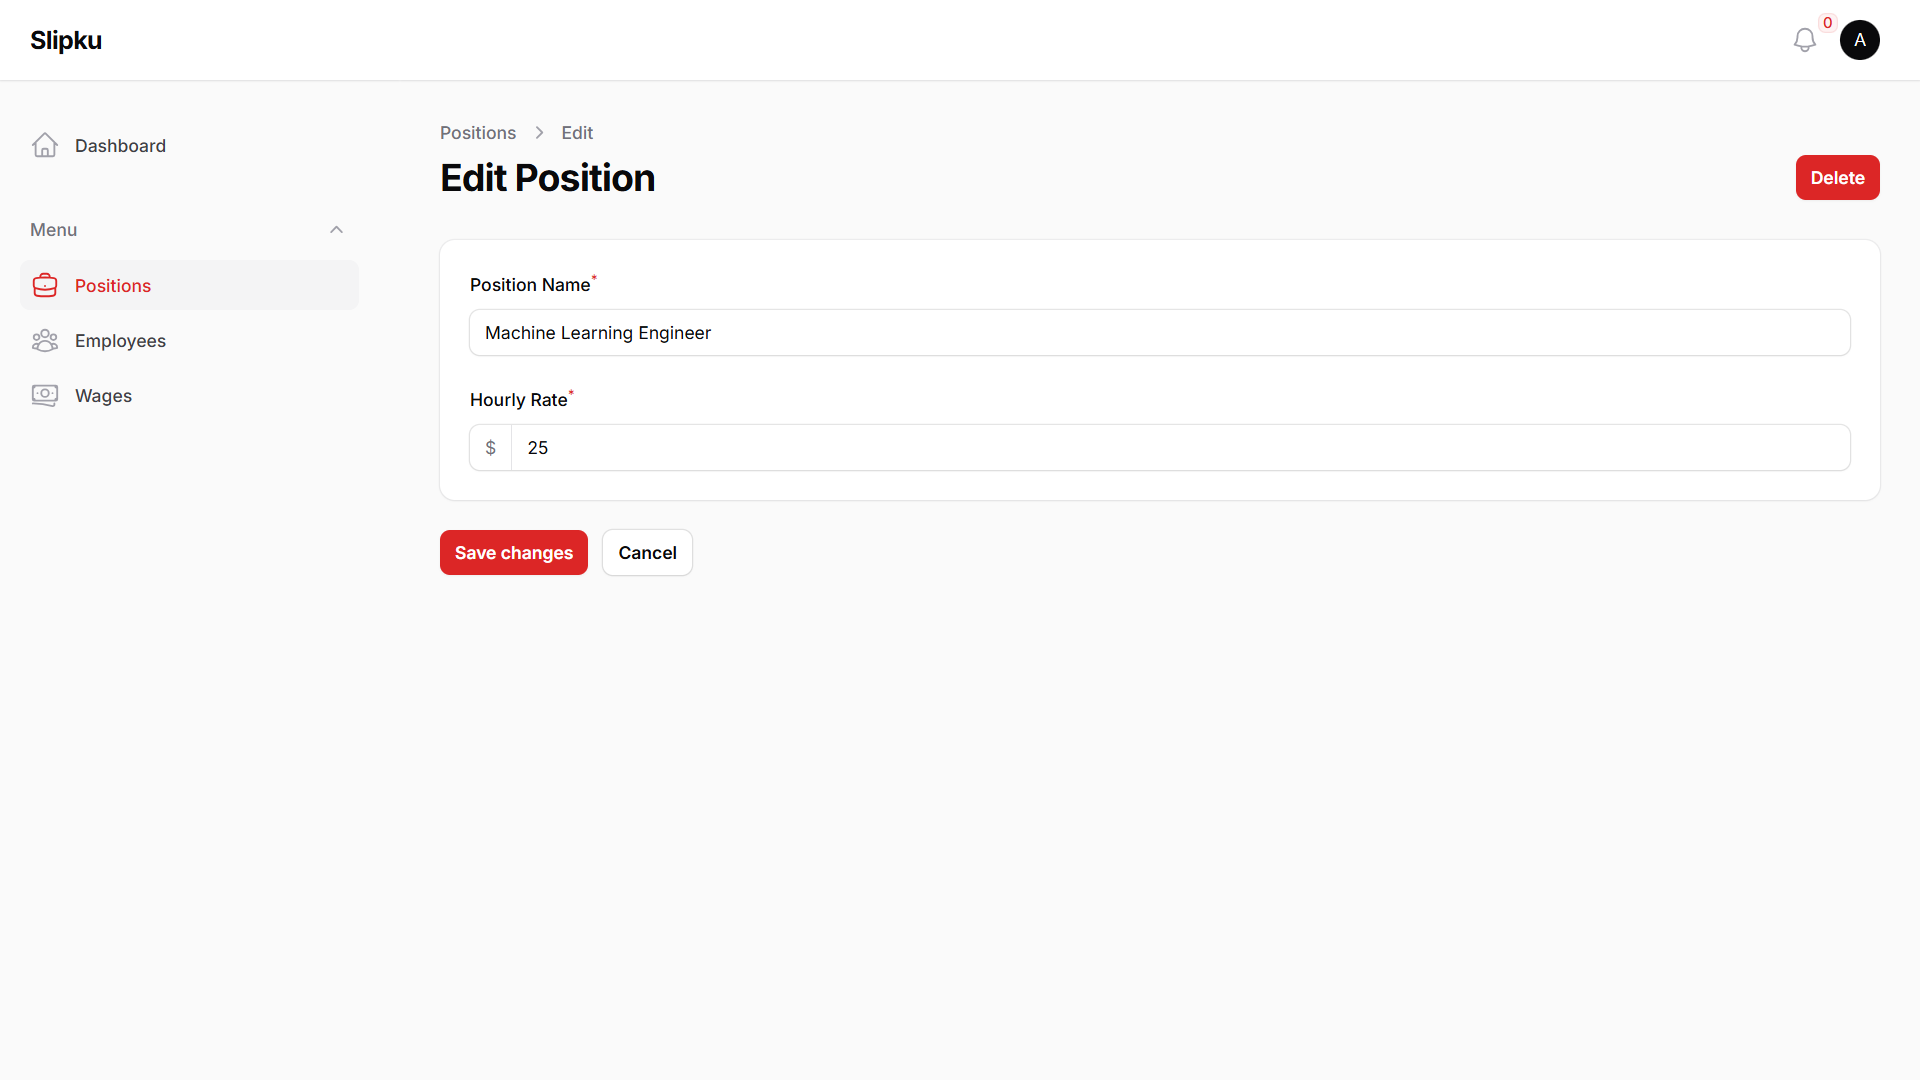 Slipku
0
A
Dashboard
Menu
Positions
Employees
Wages
Positions > Edit
Edit Position
Delete
Position Name*
Machine Learning Engineer
Hourly Rate*
$ 25
Save changes
Cancel